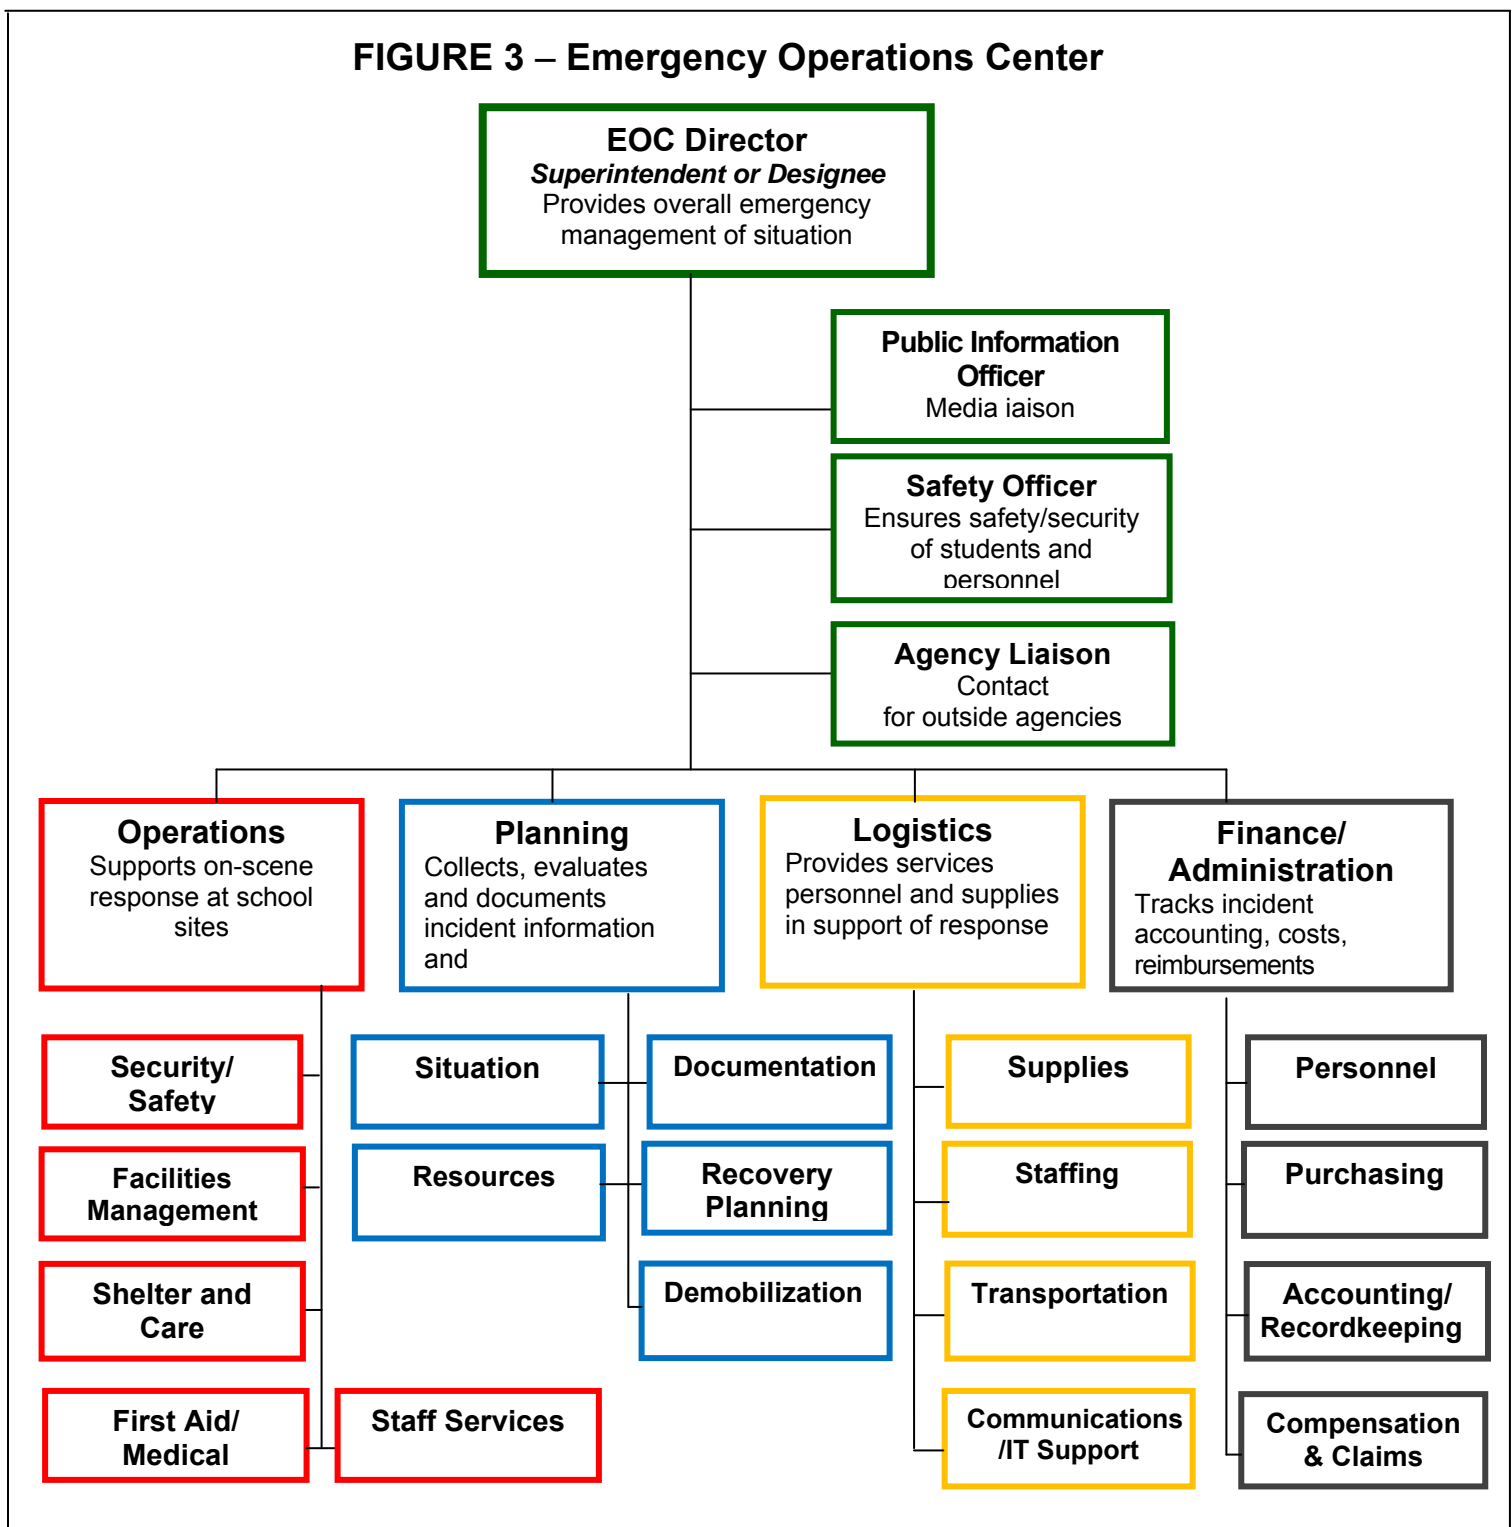 FIGURE 3 – Emergency Operations Center
EOC Director
Superintendent or Designee
Provides overall emergency
management of situation
Public Information
Officer
Media iaison
Safety Officer
Ensures safety/security
of students and
personnel
Agency Liaison
Contact
for outside agencies
Operations
Supports on-scene
response at school
sites
Planning
Collects, evaluates
and documents
incident information
and
Logistics
Provides services
personnel and supplies
in support of response
Finance/
Administration
Tracks incident
accounting, costs,
reimbursements
Security/
Safety
Facilities
Management
Shelter and
Care
First Aid/
Medical
Staff Services
Situation
Resources
Documentation
Recovery
Planning
Demobilization
Supplies
Staffing
Transportation
Communications
/IT Support
Personnel
Purchasing
Accounting/
Recordkeeping
Compensation
& Claims